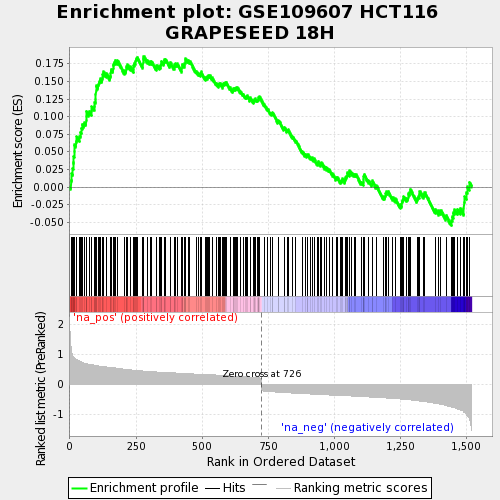 Enrichment plot: GSE109607 HCT116
GRAPESEED 18H
Enrichment score (ES)
0.175
0.150
0.125
0.100
0.075
0.050
0.025
0.000
-0.025
-0.050
'na_pos' (positively correlated)
Ranked list metric (PreRanked)
2
1
0
-1
Zero cross at 726
'na_neg' (negatively correlated)
0
250
500
750
1,000
1,250
1,500
Rank in Ordered Dataset
Enrichment profile
Hits
Ranking metric scores